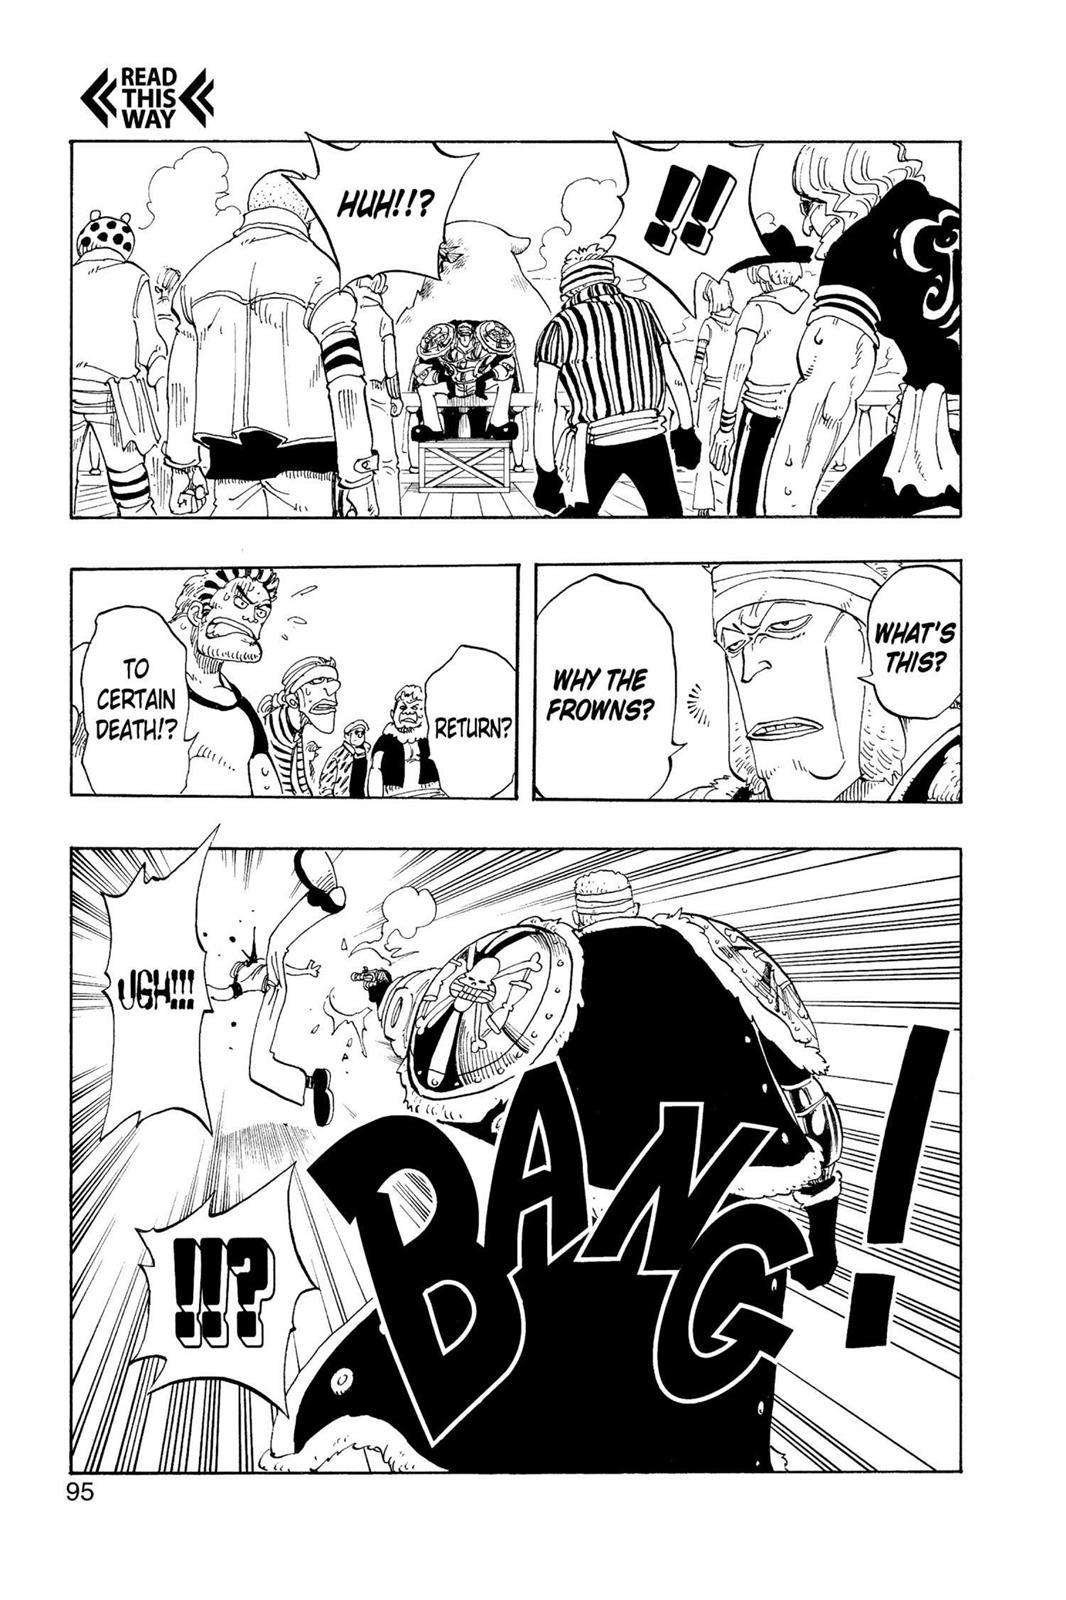 READ
THIS
WAY
!!
HUH!!?
WHAT'S
THIS?
WHY THE
FROWNS?
RETURN?
TO
CERTAIN
DEATH!?
BANG!
UGH!!!
!!?
95